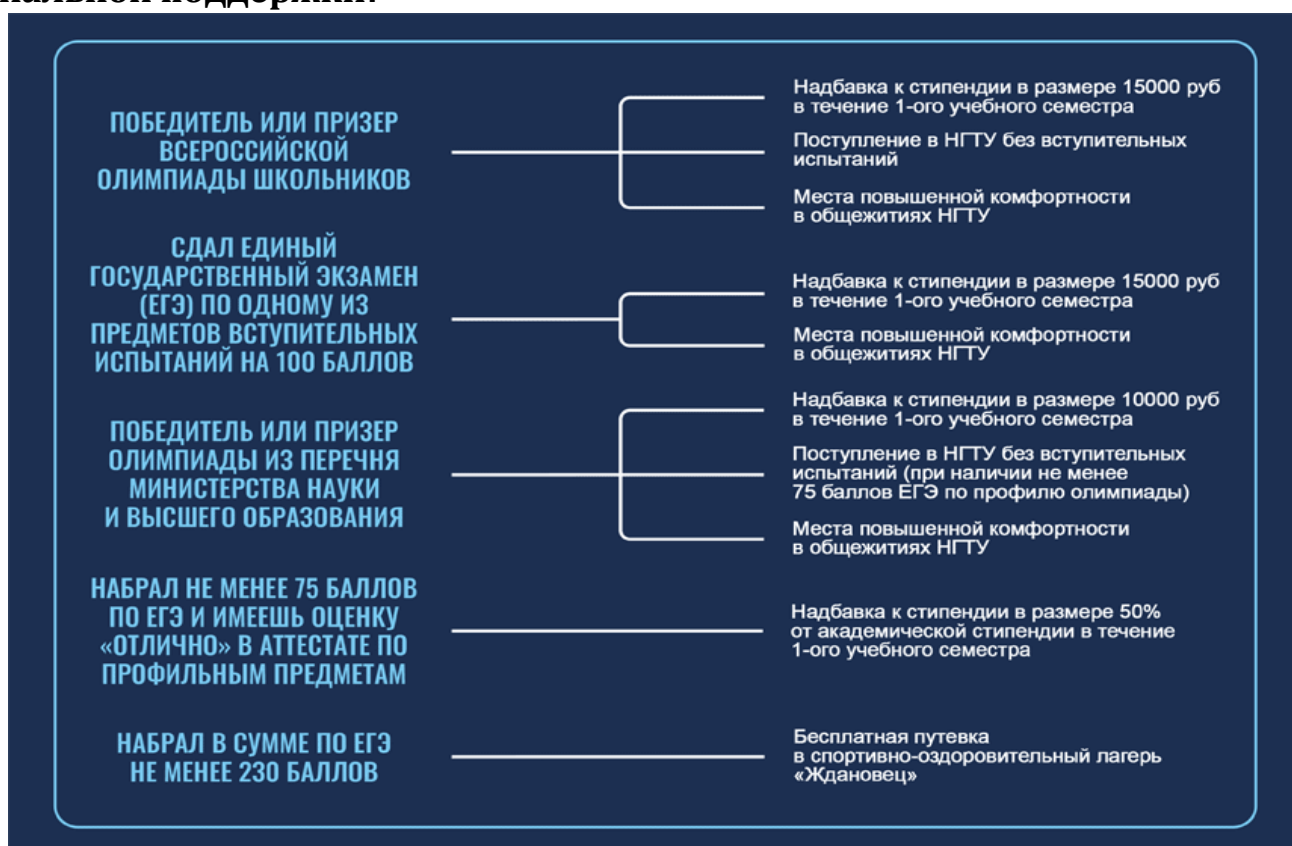 нальной поддержки:
ПОБЕДИТЕЛЬ ИЛИ ПРИЗЕР
ВСЕРОССИЙСКОЙ
ОЛИМПИАДЫ ШКОЛЬНИКОВ
Надбавка к стипендии в размере 15000 руб
в течение 1-ого учебного семестра
Поступление в НГТУ без вступительных
испытаний
Места повышенной комфортности
в общежитиях НГТУ
СДАЛ ЕДИНЫЙ
ГОСУДАРСТВЕННЫЙ ЭКЗАМЕН
(ЕГЭ) ПО ОДНОМУ ИЗ
ПРЕДМЕТОВ ВСТУПИТЕЛЬНЫХ
ИСПЫТАНИЙ НА 100 БАЛЛОВ
Надбавка к стипендии в размере 15000 руб
в течение 1-ого учебного семестра
Места повышенной комфортности
в общежитиях НГТУ
ПОБЕДИТЕЛЬ ИЛИ ПРИЗЕР
ОЛИМПИАДЫ ИЗ ПЕРЕЧНЯ
МИНИСТЕРСТВА НАУКИ
И ВЫСШЕГО ОБРАЗОВАНИЯ
Надбавка к стипендии в размере 10000 руб
в течение 1-ого учебного семестра
Поступление в НГТУ без вступительных
испытаний (при наличии не менее
75 баллов ЕГЭ по профилю олимпиады)
Места повышенной комфортности
в общежитиях НГТУ
НАБРАЛ НЕ МЕНЕЕ 75 БАЛЛОВ
ПО ЕГЭ И ИМЕЕШЬ ОЦЕНКУ
«ОТЛИЧНО» В АТТЕСТАТЕ ПО
ПРОФИЛЬНЫМ ПРЕДМЕТАМ
Надбавка к стипендии в размере 50%
от академической стипендии в течение
1-ого учебного семестра
НАБРАЛ В СУММЕ ПО ЕГЭ
НЕ МЕНЕЕ 230 БАЛЛОВ
Бесплатная путевка
в спортивно-оздоровительный лагерь
«Ждановец»